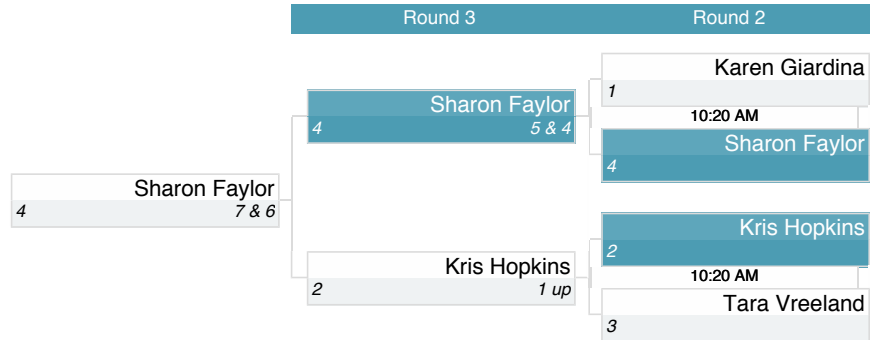 Round 3
Round 2
Karen Giardina
1
10:20 AM
Sharon Faylor
4
Sharon Faylor
4 5 & 4
Sharon Faylor
4 7 & 6
Kris Hopkins
2
10:20 AM
Tara Vreeland
3
Kris Hopkins
2 1 up